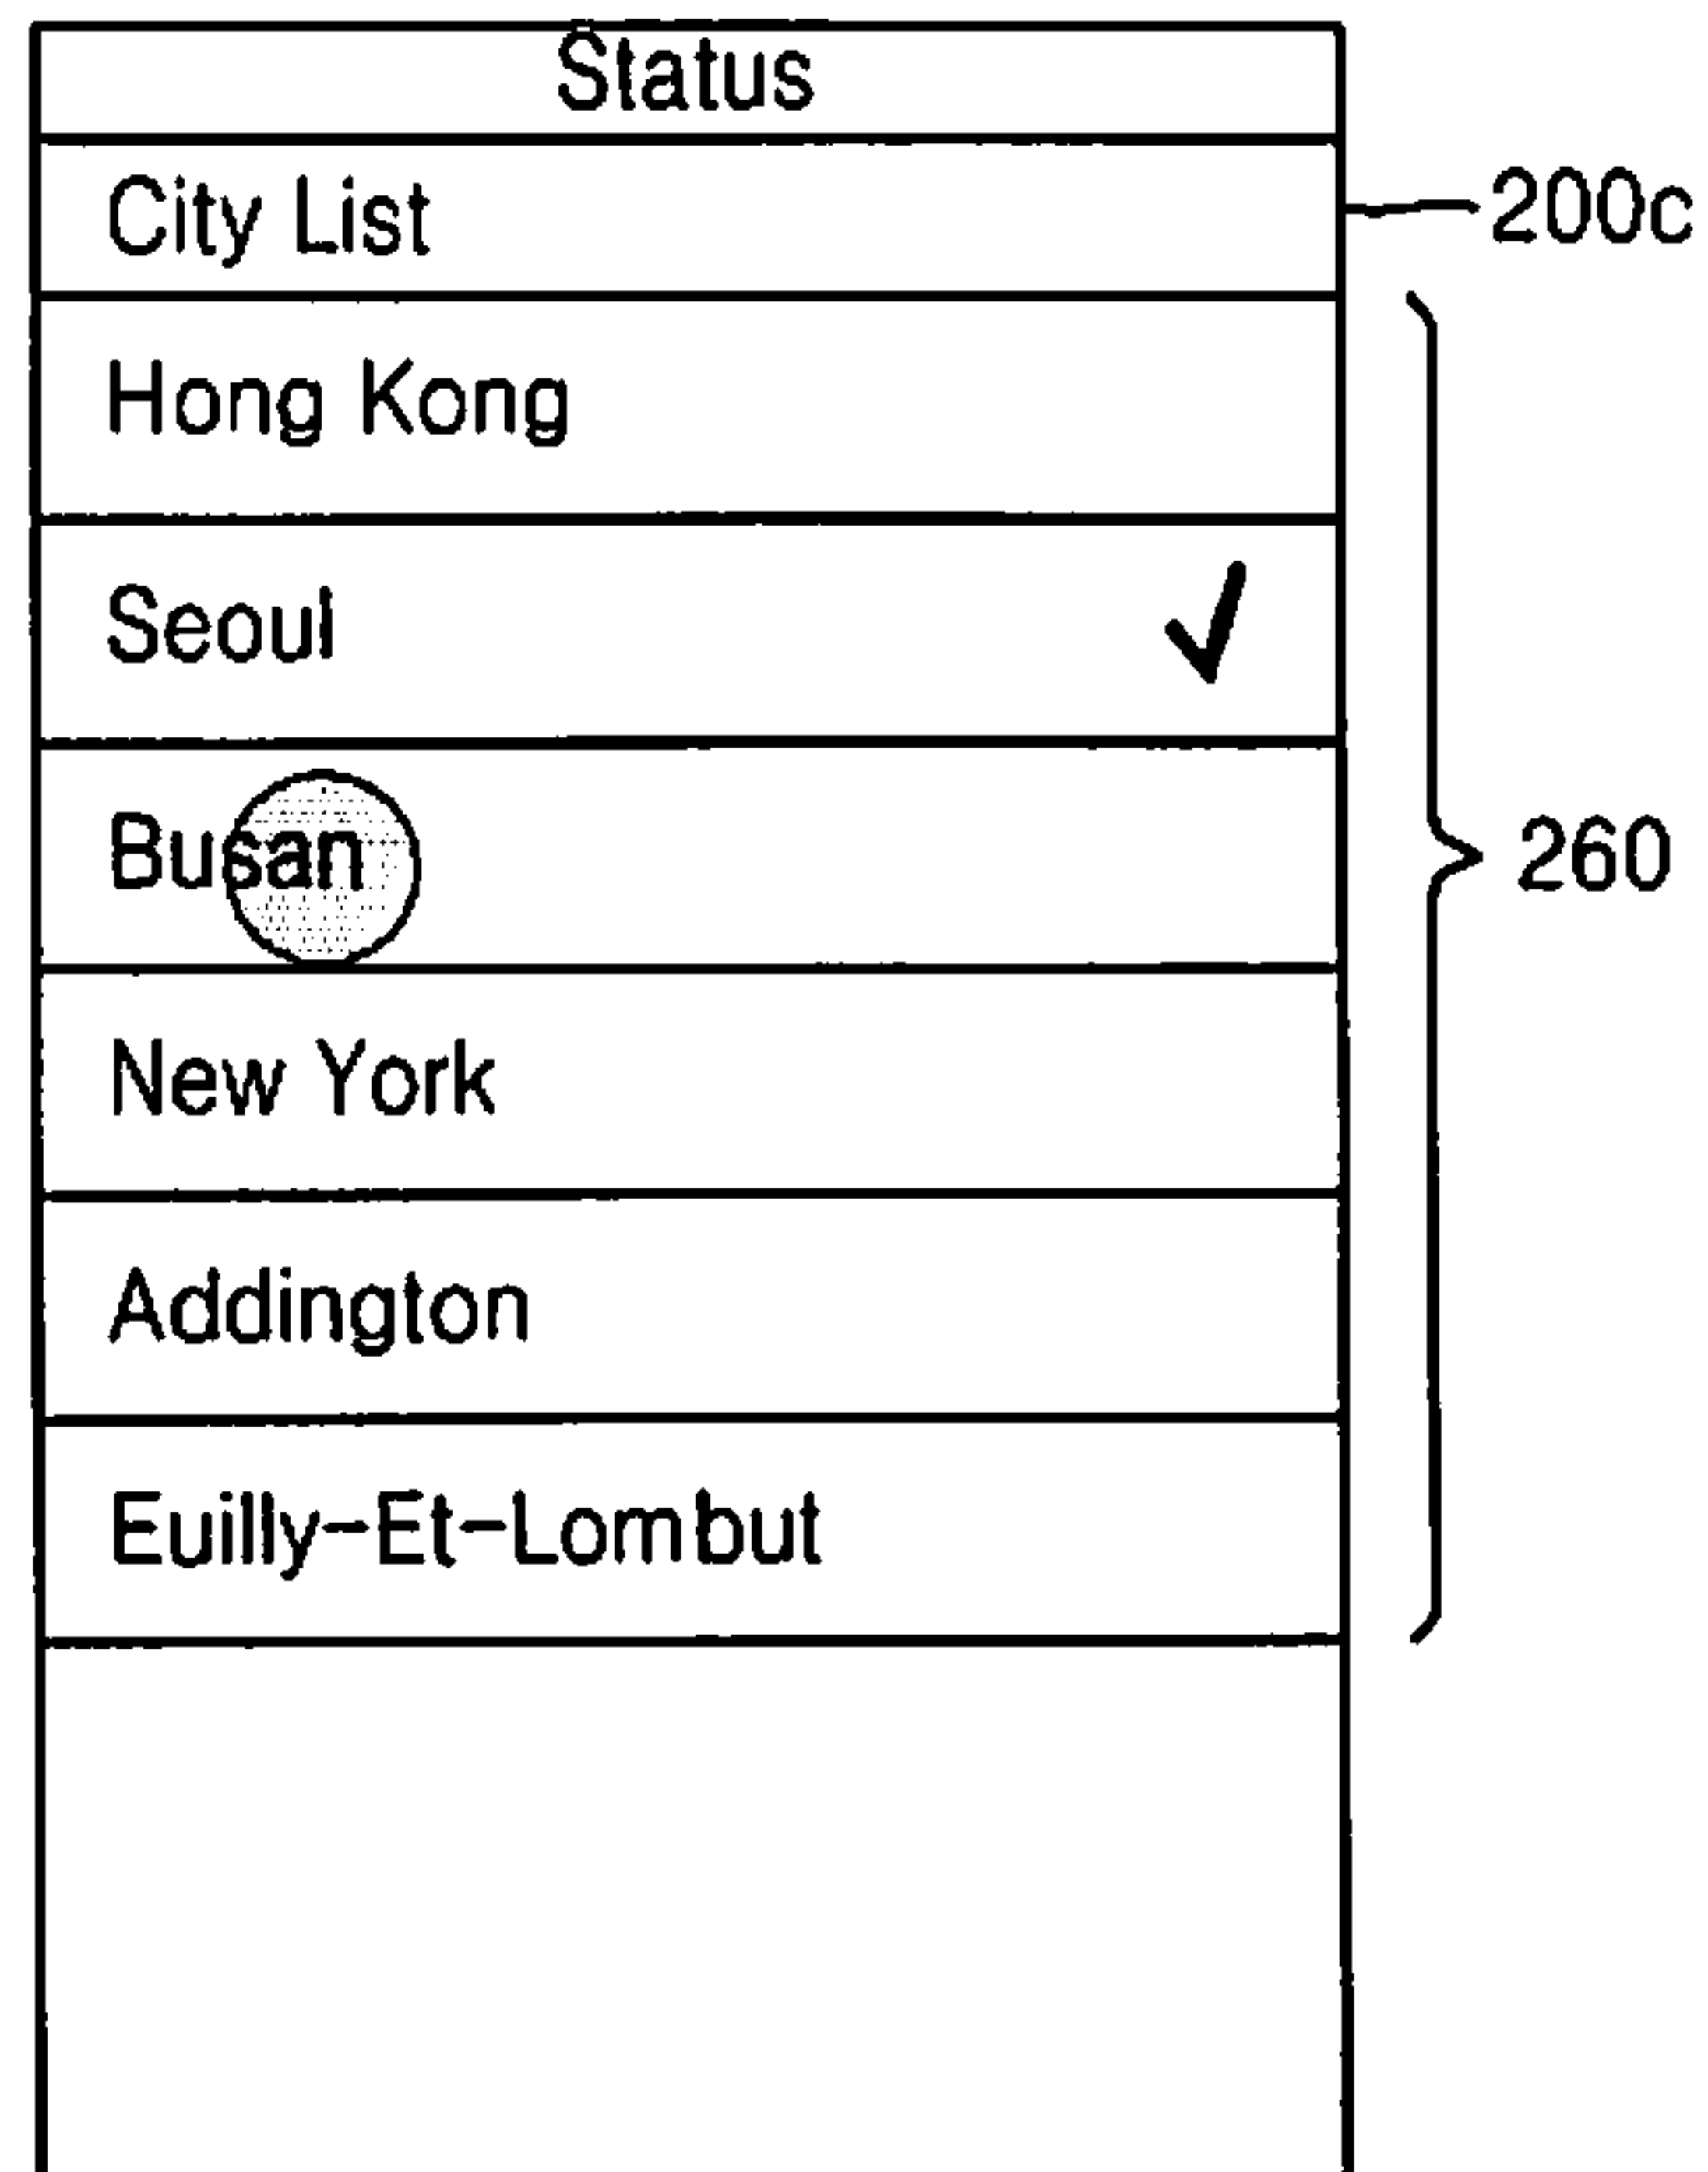 Status
City List
200c
Hong Kong
Seoul
Busan
260
New York
Addington
Euilly-Et-Lombut